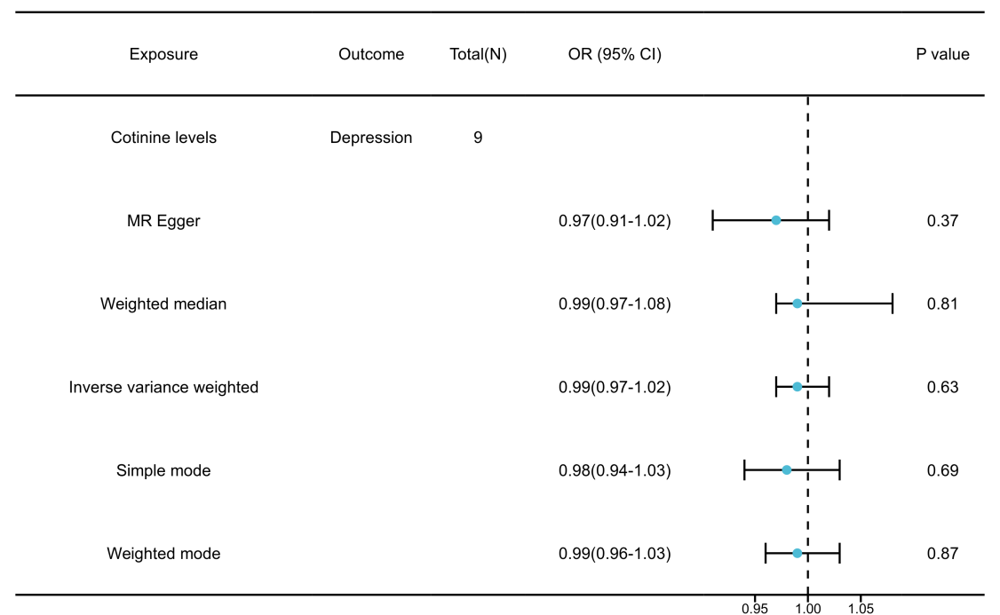 Exposure Outcome Total(N) OR (95% CI) P value
Cotinine levels Depression 9
MR Egger 0.97(0.91-1.02) 0.37
Weighted median 0.99(0.97-1.08) 0.81
Inverse variance weighted 0.99(0.97-1.02) 0.63
Simple mode 0.98(0.94-1.03) 0.69
Weighted mode 0.99(0.96-1.03) 0.87
0.95 1.00 1.05